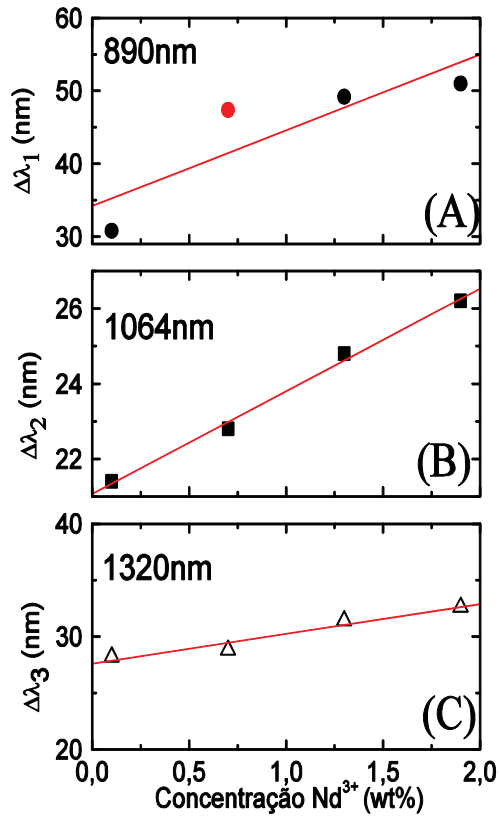 60
890nm
50
Δλ1 (nm)
40
(A)
30
26
1064nm
24
Δλ2 (nm)
22
(B)
21
40
1320nm
30
Δλ3 (nm)
(C)
20
0,0 0,5 1,0 1,5 2,0
Concentração Nd3+ (wt%)